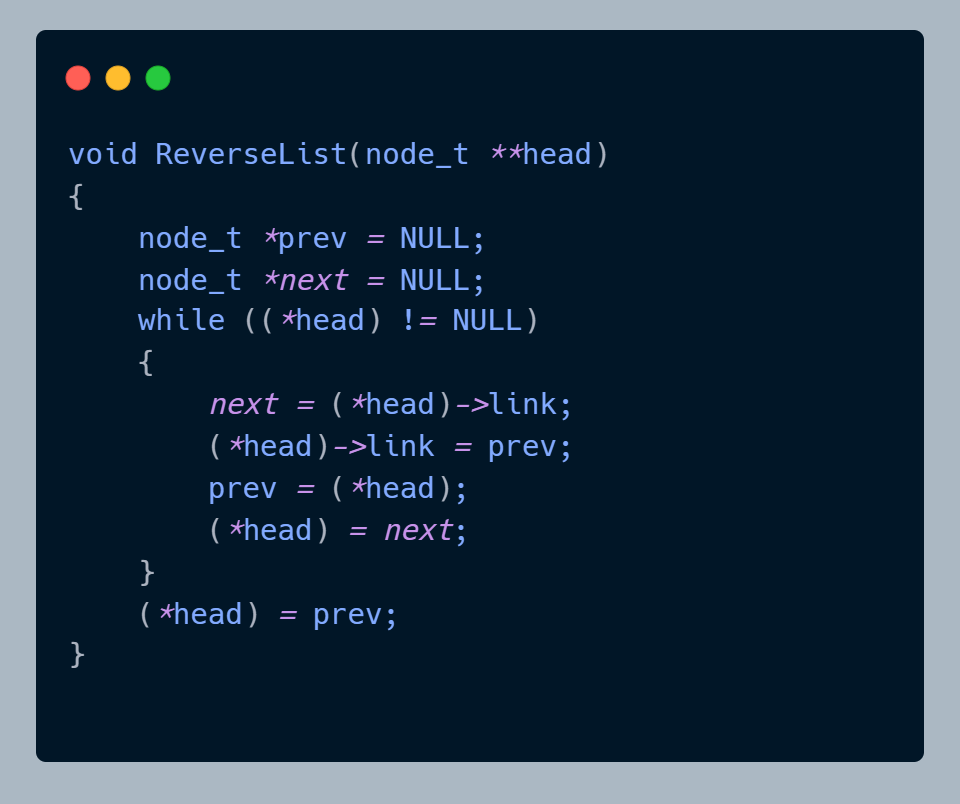 void ReverseList(node_t **head)
{
    node_t *prev = NULL;
    node_t *next = NULL;
    while ((*head) != NULL)
    {
        next = (*head)->link;
        (*head)->link = prev;
        prev = (*head);
        (*head) = next;
    }
    (*head) = prev;
}